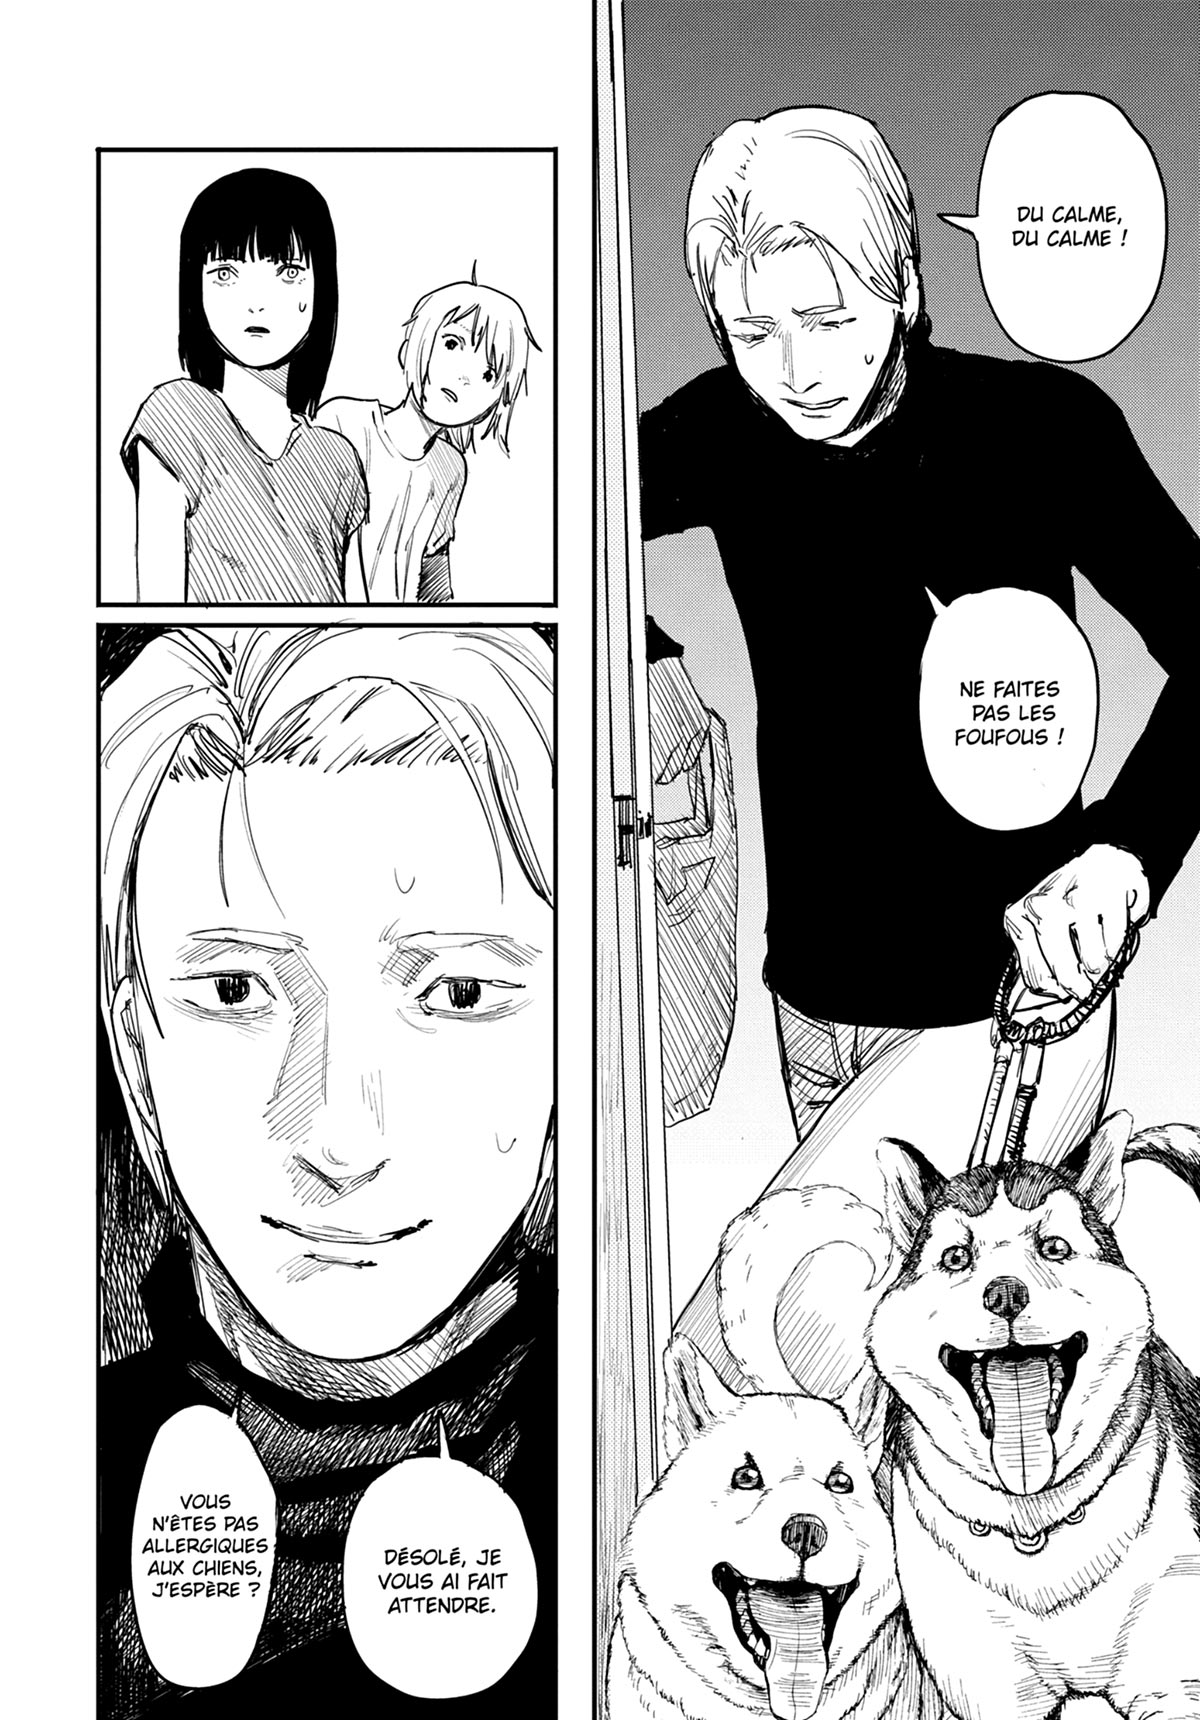 DU CALME,
DU CALME !
NE FAITES
PAS LES
FOUFOUS !
DÉSOLÉ, JE
VOUS AI FAIT
ATTENDRE.
VOUS
N'ÊTES PAS
ALLERGIQUES
AUX CHIENS,
J'ESPÈRE ?